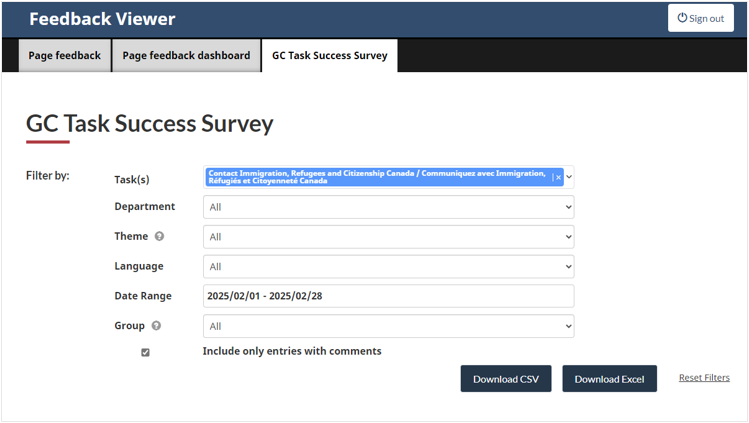 Feedback Viewer
Sign out
Page feedback
Page feedback dashboard
GC Task Success Survey
GC Task Success Survey
Filter by:
Task(s)
Contact Immigration, Refugees and Citizenship Canada / Communiquez avec Immigration,
Réfugiés et Citoyenneté Canada
| ×
Department
All
Theme ?
All
Language
All
Date Range
2025/02/01 - 2025/02/28
Group ?
All
Include only entries with comments
Download CSV
Download Excel
Reset Filters